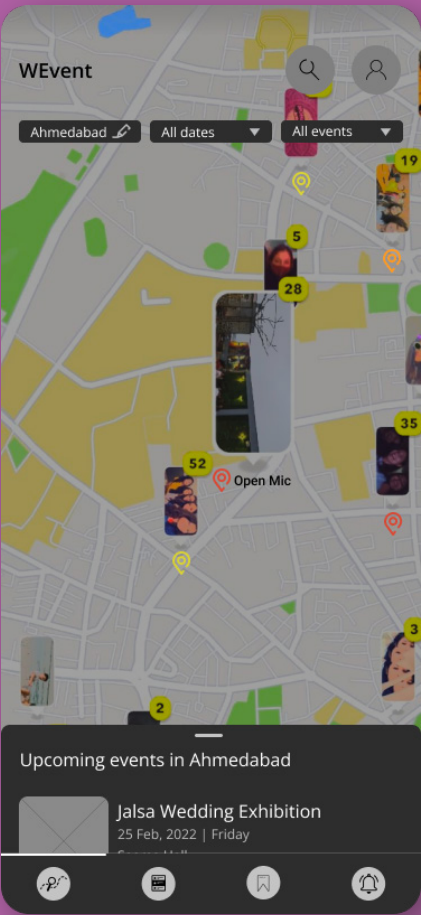 WEvent
Ahmedabad
All dates
All events
19
5
28
35
52
Open Mic
3
2
Upcoming events in Ahmedabad
Jalsa Wedding Exhibition
25 Feb, 2022 | Friday